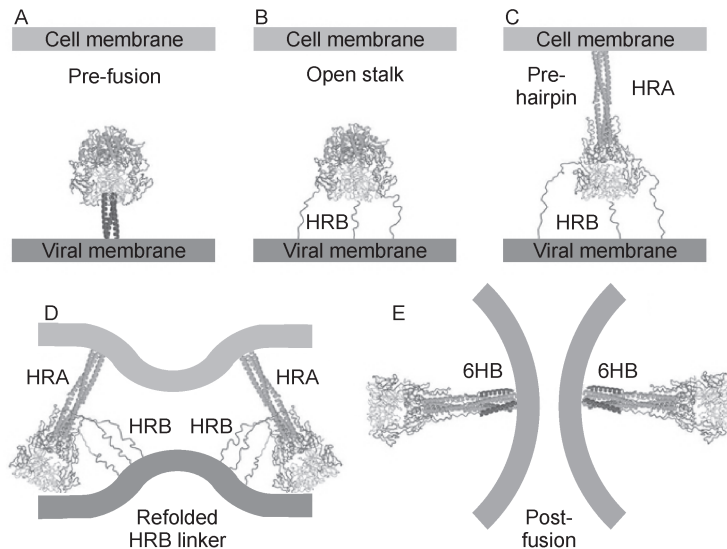 A
Cell membrane
Pre-fusion
Viral membrane
B
Cell membrane
Open stalk
HRB
Viral membrane
C
Cell membrane
Pre-
hairpin
HRA
HRB
Viral membrane
D
HRA
HRA
HRB
HRB
Refolded
HRB linker
E
6HB
6HB
Post-
fusion